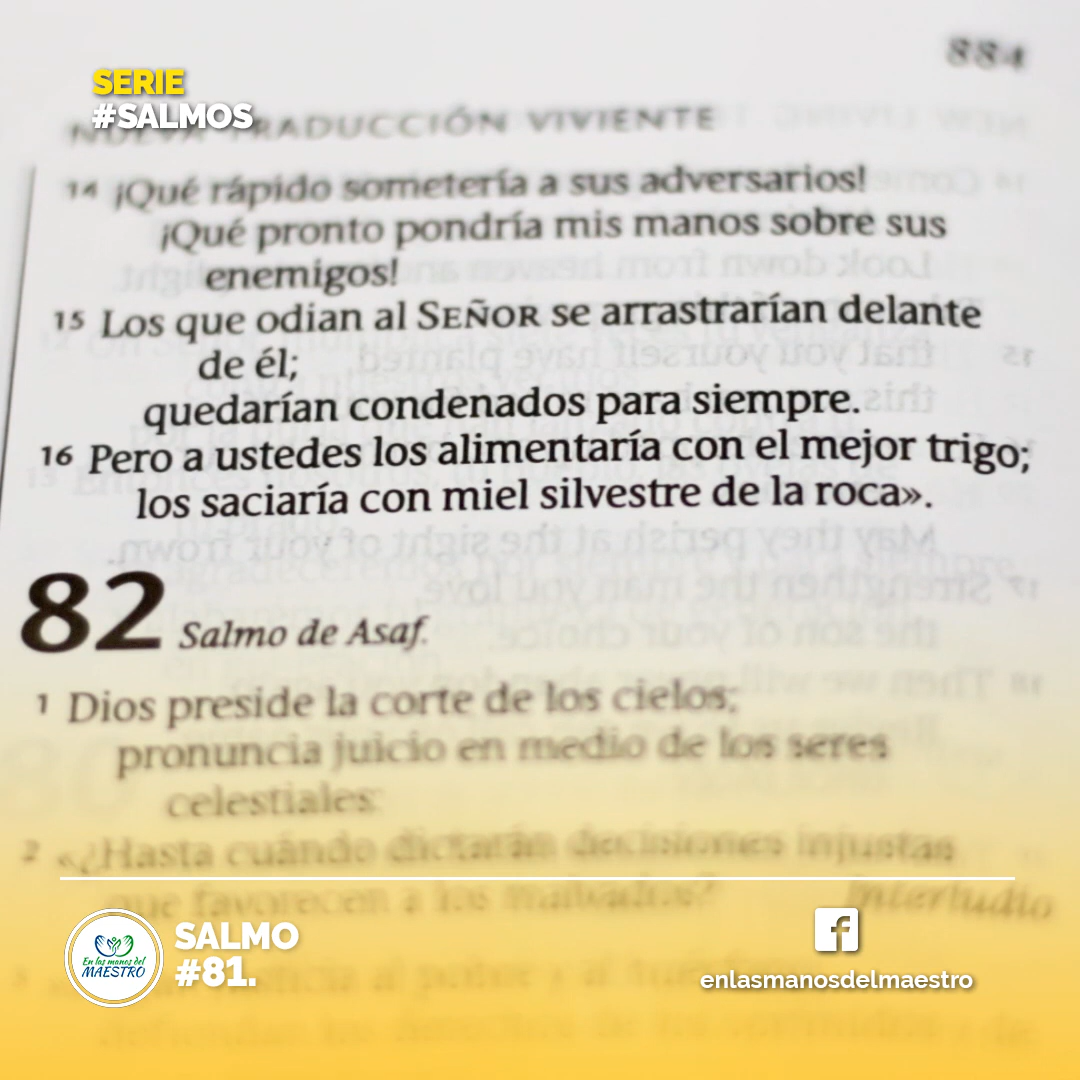 884
SERIE
#SALMOS
NUEVA TRADUCCIÓN VIVIENTE
14 ¡Qué rápido sometería a sus adversarios!
¡Qué pronto pondría mis manos sobre sus
enemigos!
15 Los que odian al SEÑOR se arrastrarían delante
de él;
quedarían condenados para siempre.
16 Pero a ustedes los alimentaría con el mejor trigo;
los saciaría con miel silvestre de la roca».
82 Salmo de Asaf.
1 Dios preside la corte de los cielos;
pronuncia juicio en medio de los seres
celestiales:
2 «¿Hasta cuándo dictarán decisiones injustas
que favorecen a los malvados? Interludio
3 al pobre y al
En las manos del
MAESTRO
SALMO
#81.
enlasmanosdelmaestro